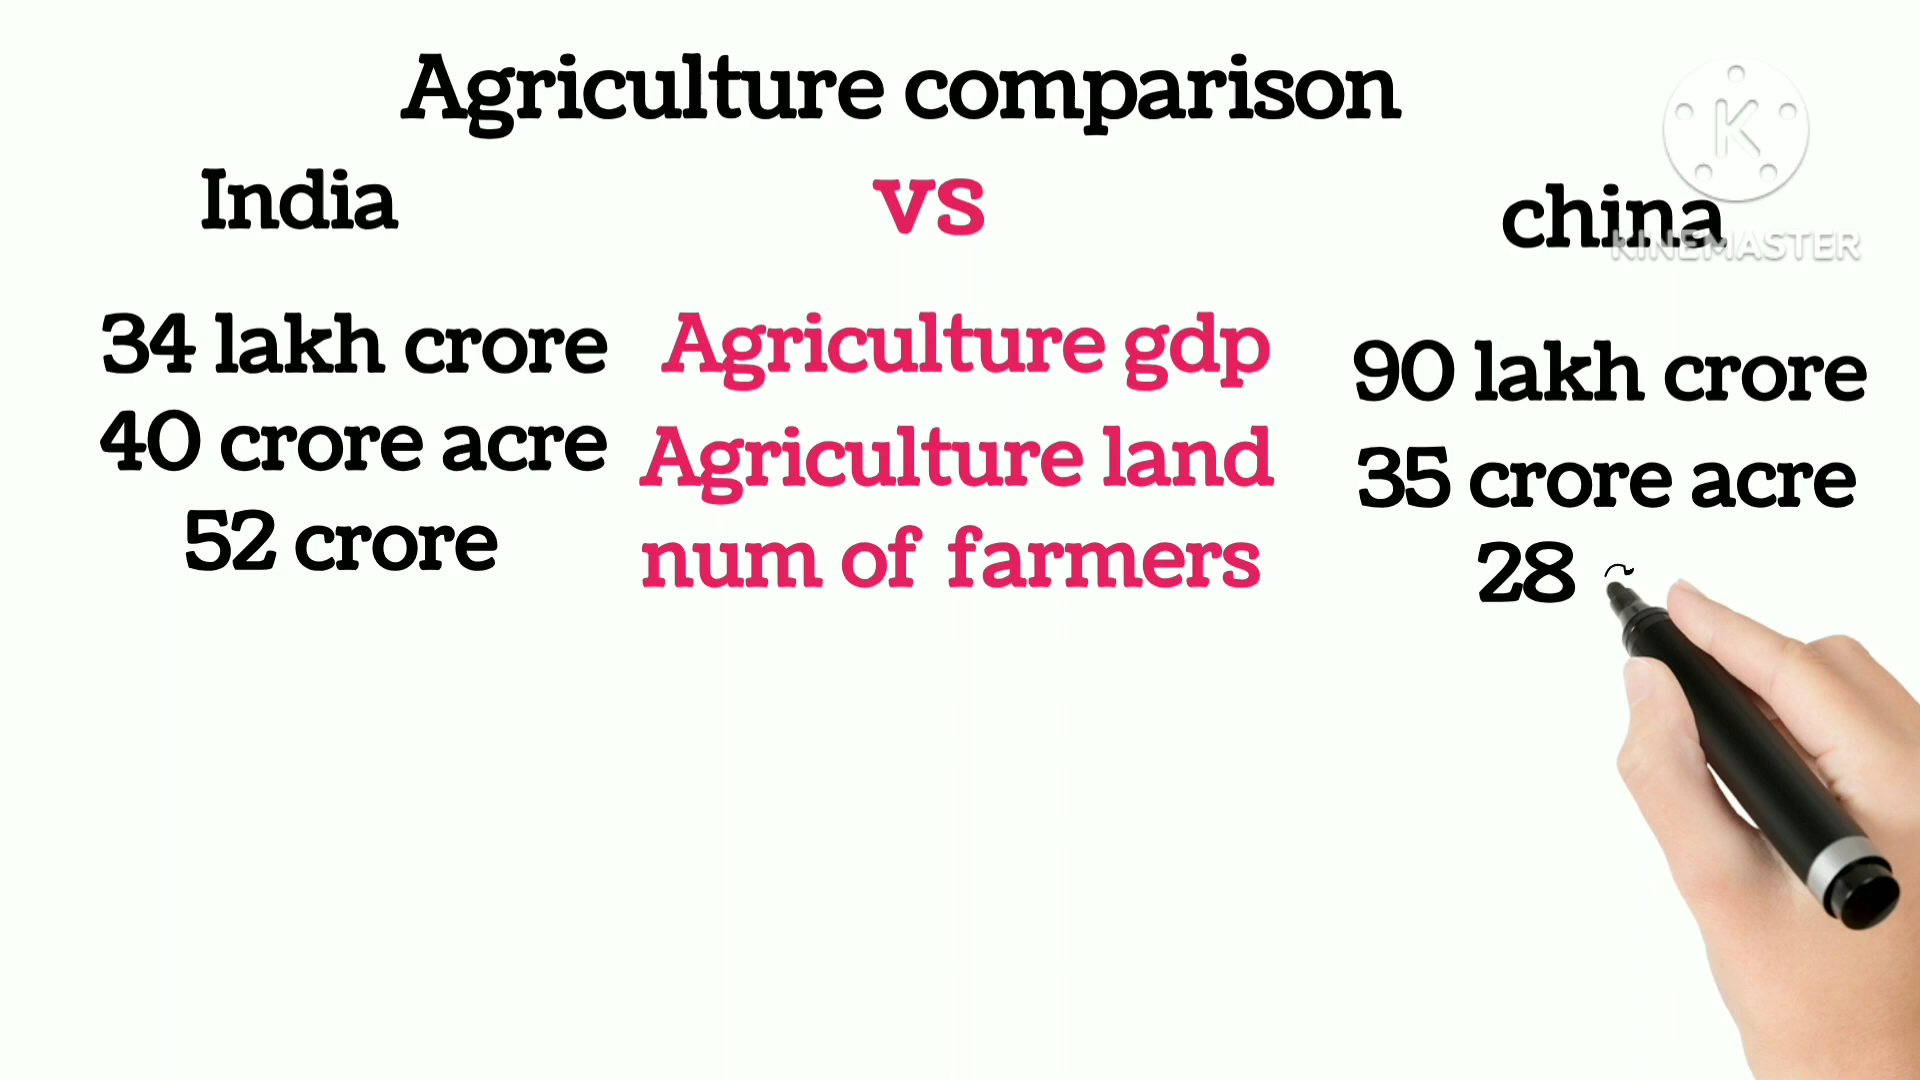 Agriculture comparison
India vs china
KINEMASTER
34 lakh crore Agriculture gdp 90 lakh crore
40 crore acre Agriculture land 35 crore acre
52 crore num of farmers 28